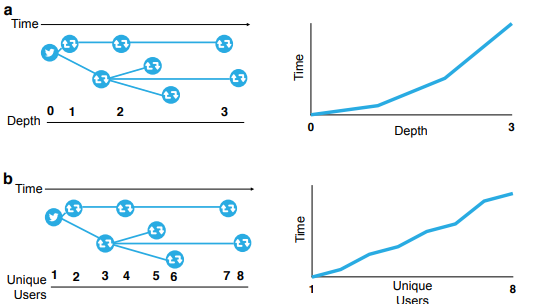 a
Time
0 1 2 3
Depth
Time
0 3
Depth
b
Time
1 2 3 4 5 6 7 8
Unique
Users
Time
1 8
Unique
Users